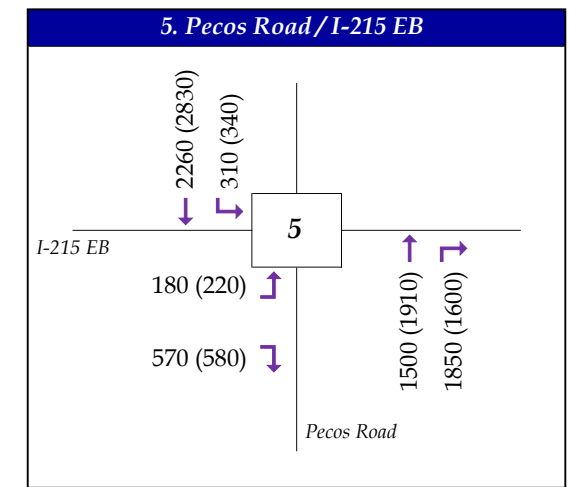 5. Pecos Road / I-215 EB
2260 (2830)
310 (340)
5
I-215 EB
180 (220)
570 (580)
1500 (1910)
1850 (1600)
Pecos Road